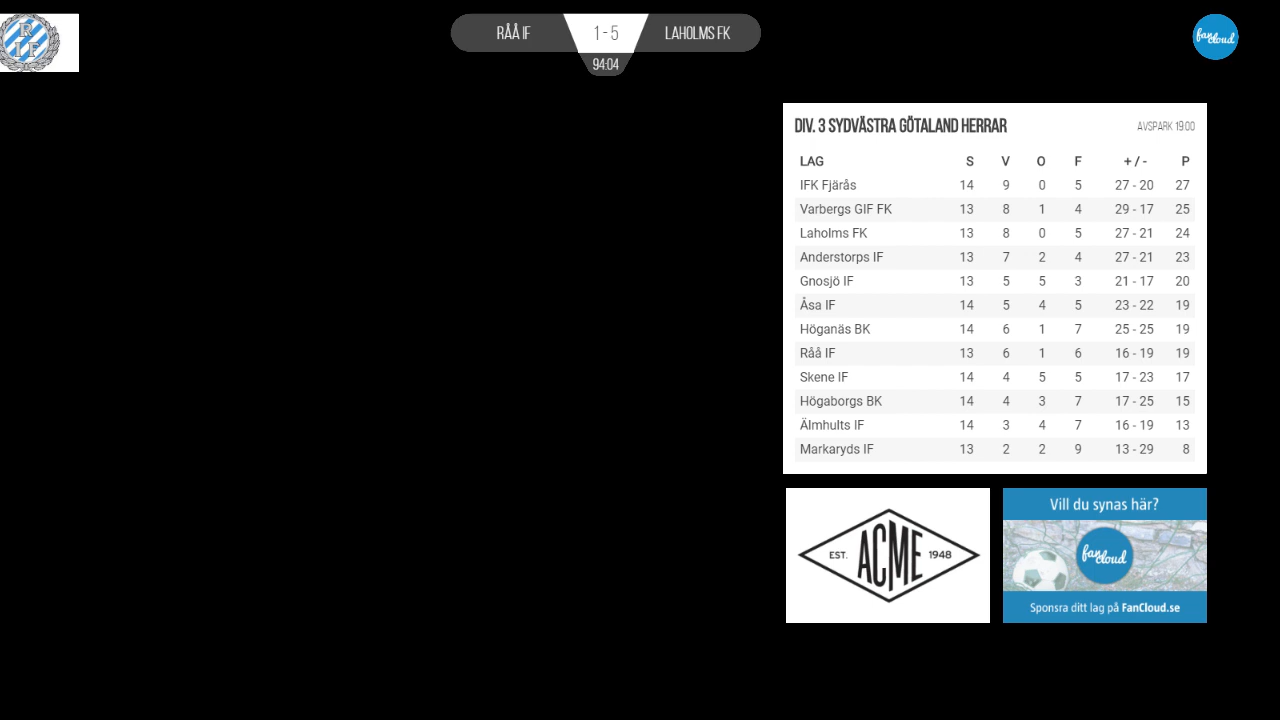 RIF
RÅÅ IF 1 - 5 LAHOLMS FK
94:04
fancloud
DIV. 3 SYDVÄSTRA GÖTALAND HERRAR AVSPARK 19:00
LAG S V O F + / - P
IFK Fjärås 14 9 0 5 27 - 20 27
Varbergs GIF FK 13 8 1 4 29 - 17 25
Laholms FK 13 8 0 5 27 - 21 24
Anderstorps IF 13 7 2 4 27 - 21 23
Gnosjö IF 13 5 5 3 21 - 17 20
Åsa IF 14 5 4 5 23 - 22 19
Höganäs BK 14 6 1 7 25 - 25 19
Råå IF 13 6 1 6 16 - 19 19
Skene IF 14 4 5 5 17 - 23 17
Högaborgs BK 14 4 3 7 17 - 25 15
Älmhults IF 14 3 4 7 16 - 19 13
Markaryds IF 13 2 2 9 13 - 29 8
EST. ACME 1948
Vill du synas här?
fancloud
Sponsra ditt lag på FanCloud.se